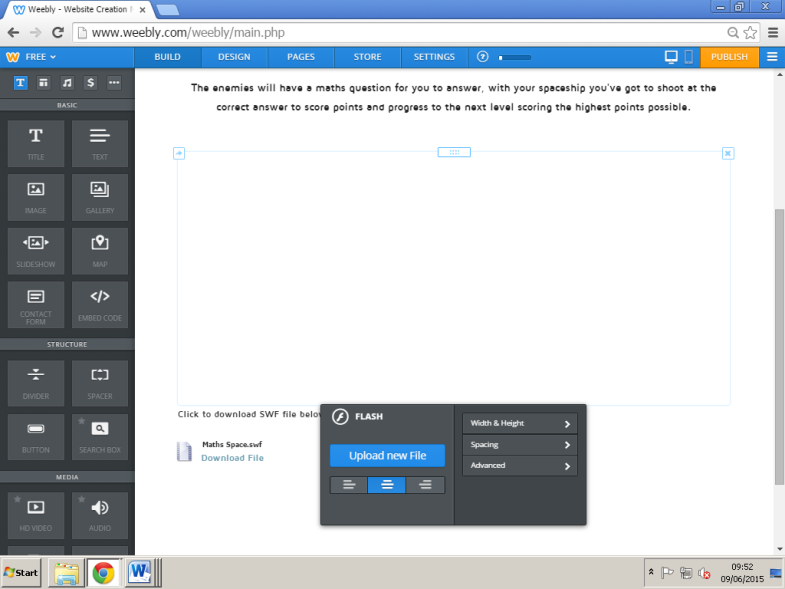 Weebly - Website Creation M
www.weebly.com/weebly/main.php
FREE
BUILD
DESIGN
PAGES
STORE
SETTINGS
PUBLISH
BASIC
TITLE
TEXT
IMAGE
GALLERY
SLIDESHOW
MAP
CONTACT
FORM
EMBED CODE
STRUCTURE
DIVIDER
SPACER
BUTTON
SEARCH BOX
MEDIA
HD VIDEO
AUDIO
The enemies will have a maths question for you to answer, with your spaceship you've got to shoot at the
correct answer to score points and progress to the next level scoring the highest points possible.
Click to download SWF file below
Maths Space.swf
Download File
FLASH
Upload new File
Width & Height
Spacing
Advanced
Start
09:52
09/06/2015